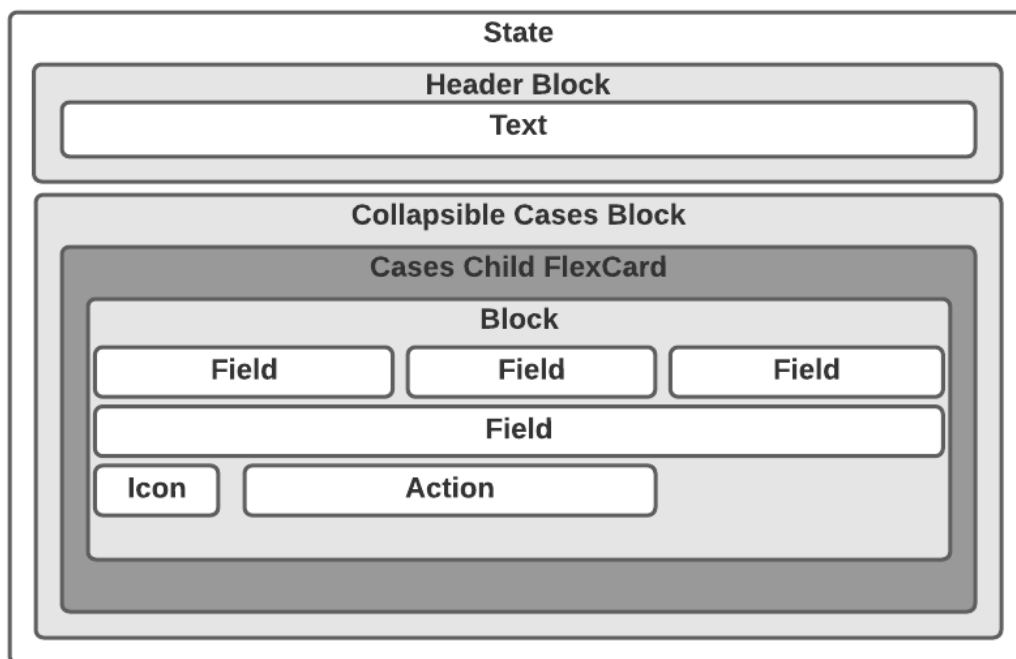 State
Header Block
Text
Collapsible Cases Block
Cases Child FlexCard
Block
Field Field Field
Field
Icon Action